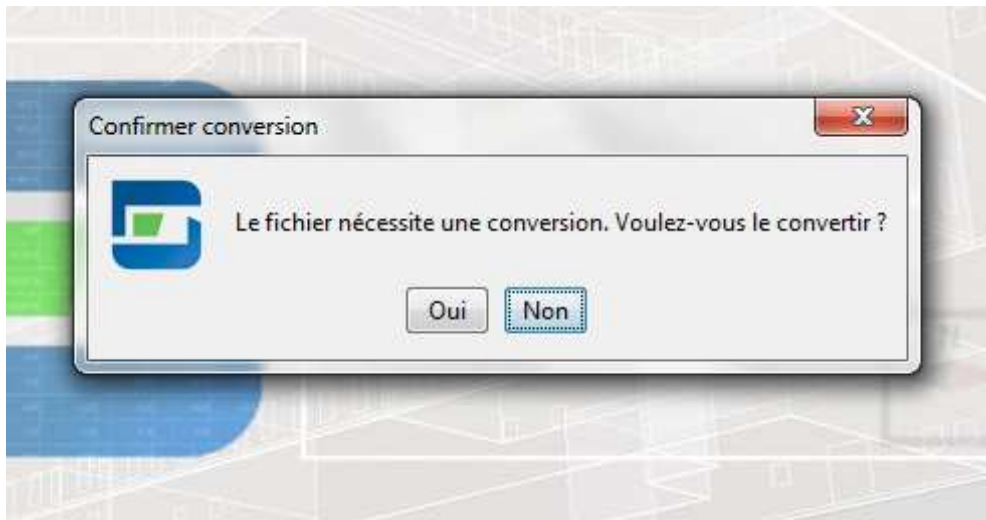 Confirmer conversion
Le fichier nécessite une conversion. Voulez-vous le convertir ?
Oui Non